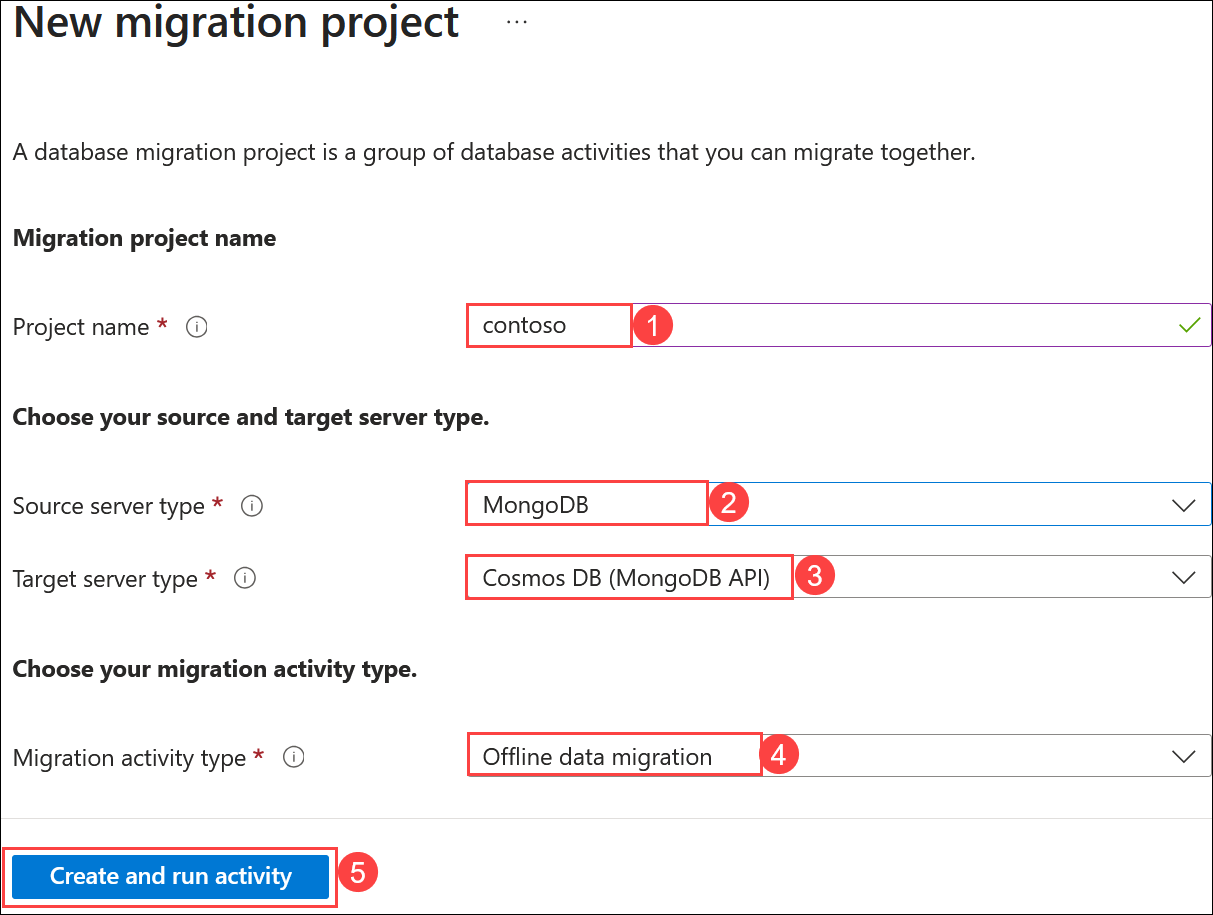 New migration project ...
A database migration project is a group of database activities that you can migrate together.
Migration project name
Project name * i contoso 1
Choose your source and target server type.
Source server type * i MongoDB 2
Target server type * i Cosmos DB (MongoDB API) 3
Choose your migration activity type.
Migration activity type * i Offline data migration 4
Create and run activity 5